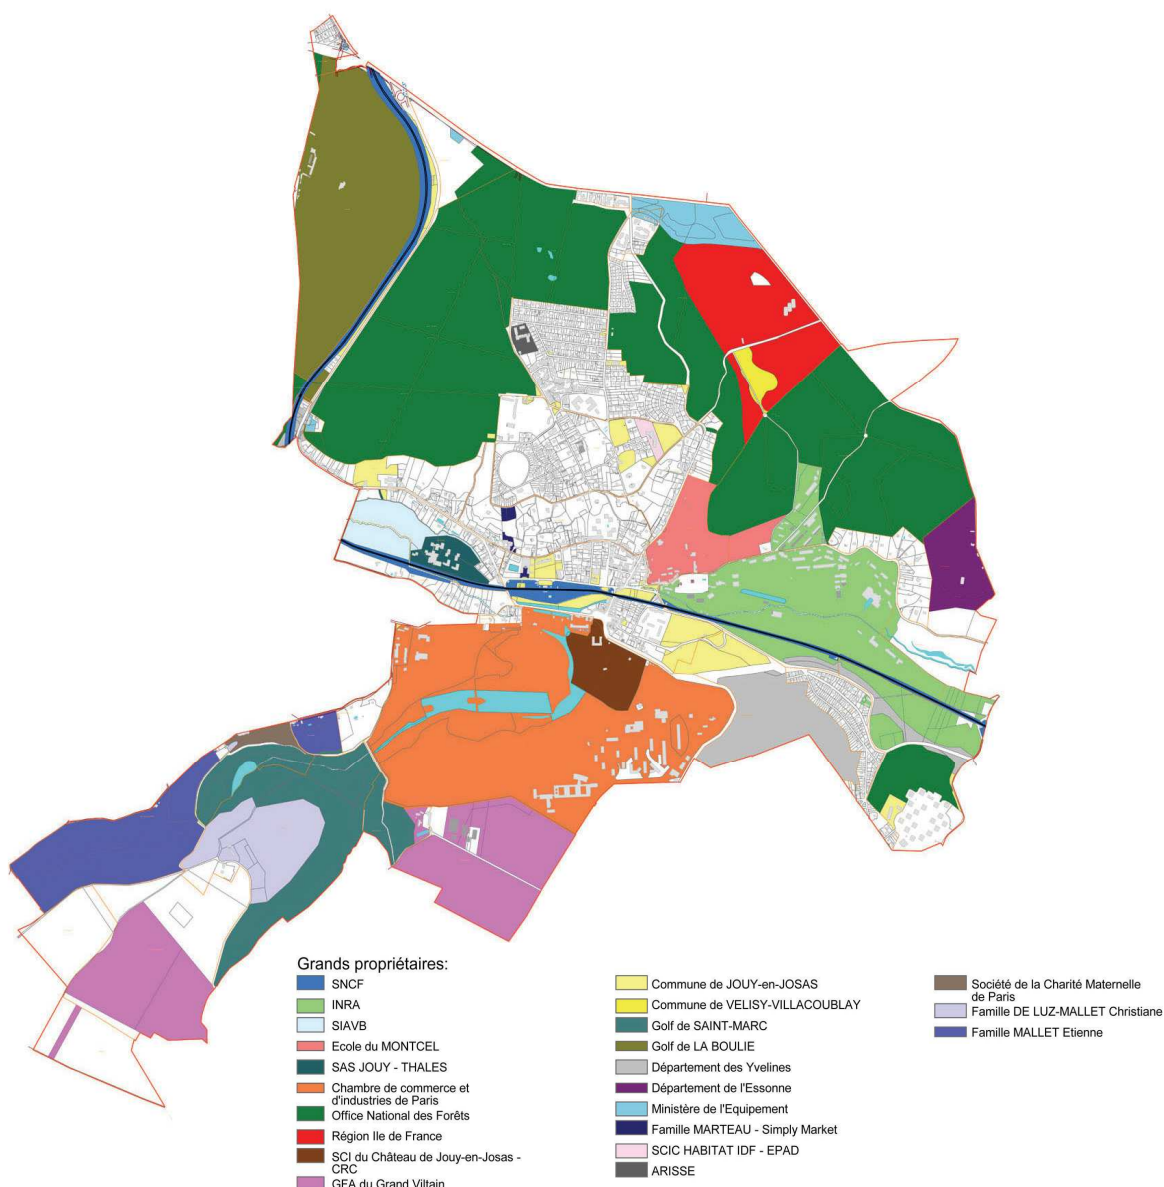 Grands propriétaires:
SNCF
INRA
SIAVB
Ecole du MONTCEL
SAS JOUY - THALES
Chambre de commerce et
d'industries de Paris
Office National des Forêts
Région Ile de France
SCI du Château de Jouy-en-Josas -
CRC
GFA du Grand Viltain
Commune de JOUY-en-JOSAS
Commune de VELISY-VILLACOUBLAY
Golf de SAINT-MARC
Golf de LA BOULIE
Département des Yvelines
Département de l'Essonne
Ministère de l'Equipement
Famille MARTEAU - Simply Market
SCIC HABITAT IDF - EPAD
ARISSE
Société de la Charité Maternelle
de Paris
Famille DE LUZ-MALLET Christiane
Famille MALLET Etienne